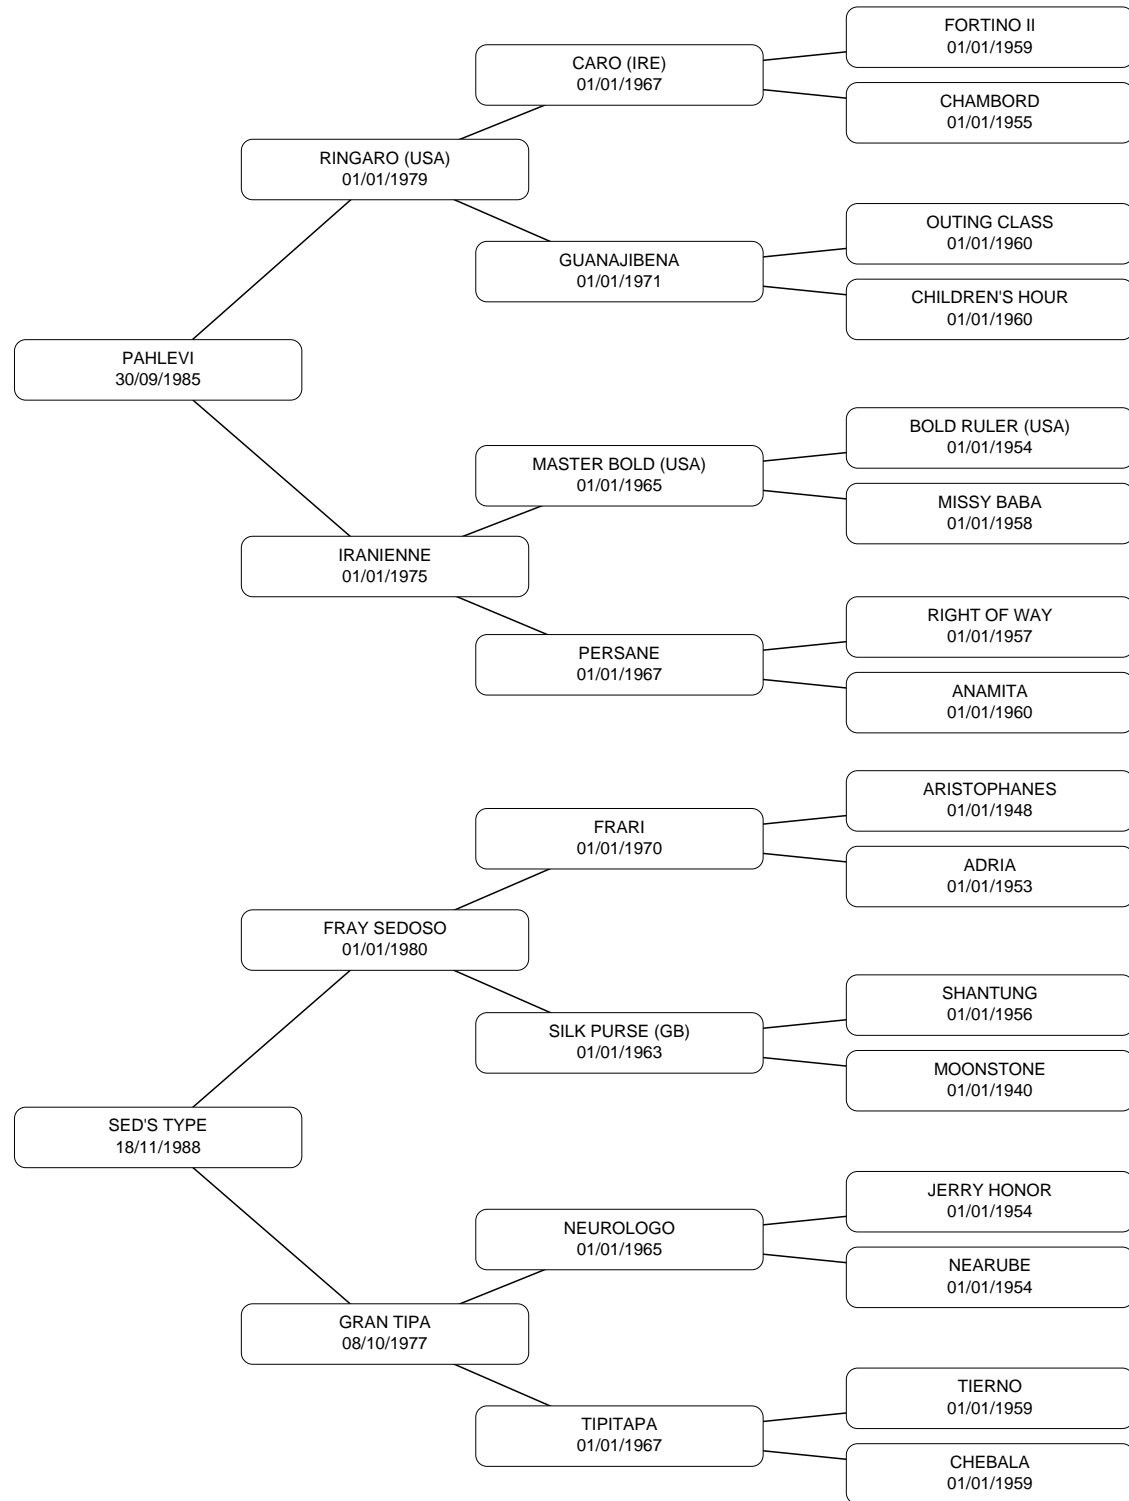 FORTINO II
01/01/1959
CARO (IRE)
01/01/1967
CHAMBORD
01/01/1955
RINGARO (USA)
01/01/1979
OUTING CLASS
01/01/1960
GUANAJIBENA
01/01/1971
CHILDREN'S HOUR
01/01/1960
PAHLEVI
30/09/1985
BOLD RULER (USA)
01/01/1954
MASTER BOLD (USA)
01/01/1965
MISSY BABA
01/01/1958
IRANIENNE
01/01/1975
RIGHT OF WAY
01/01/1957
PERSANE
01/01/1967
ANAMITA
01/01/1960
ARISTOPHANES
01/01/1948
FRARI
01/01/1970
ADRIA
01/01/1953
FRAY SEDOSO
01/01/1980
SHANTUNG
01/01/1956
SILK PURSE (GB)
01/01/1963
MOONSTONE
01/01/1940
SED'S TYPE
18/11/1988
JERRY HONOR
01/01/1954
NEUROLOGO
01/01/1965
NEARUBE
01/01/1954
GRAN TIPA
08/10/1977
TIERNO
01/01/1959
TIPITAPA
01/01/1967
CHEBALA
01/01/1959